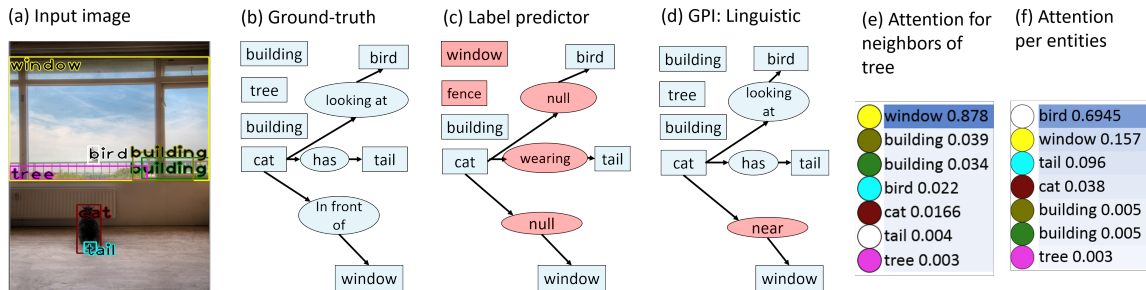 (a) Input image
window
bird
building
building
tree
cat
tail
(b) Ground-truth
building
bird
tree
looking at
building
cat
has
tail
In front
of
window
(c) Label predictor
window
bird
fence
null
building
cat
wearing
tail
null
window
(d) GPI: Linguistic
building
bird
tree
looking
at
building
cat
has
tail
near
window
(e) Attention for
neighbors of
tree
window 0.878
building 0.039
building 0.034
bird 0.022
cat 0.0166
tail 0.004
tree 0.003
(f) Attention
per entities
bird 0.6945
window 0.157
tail 0.096
cat 0.038
building 0.005
building 0.005
tree 0.003